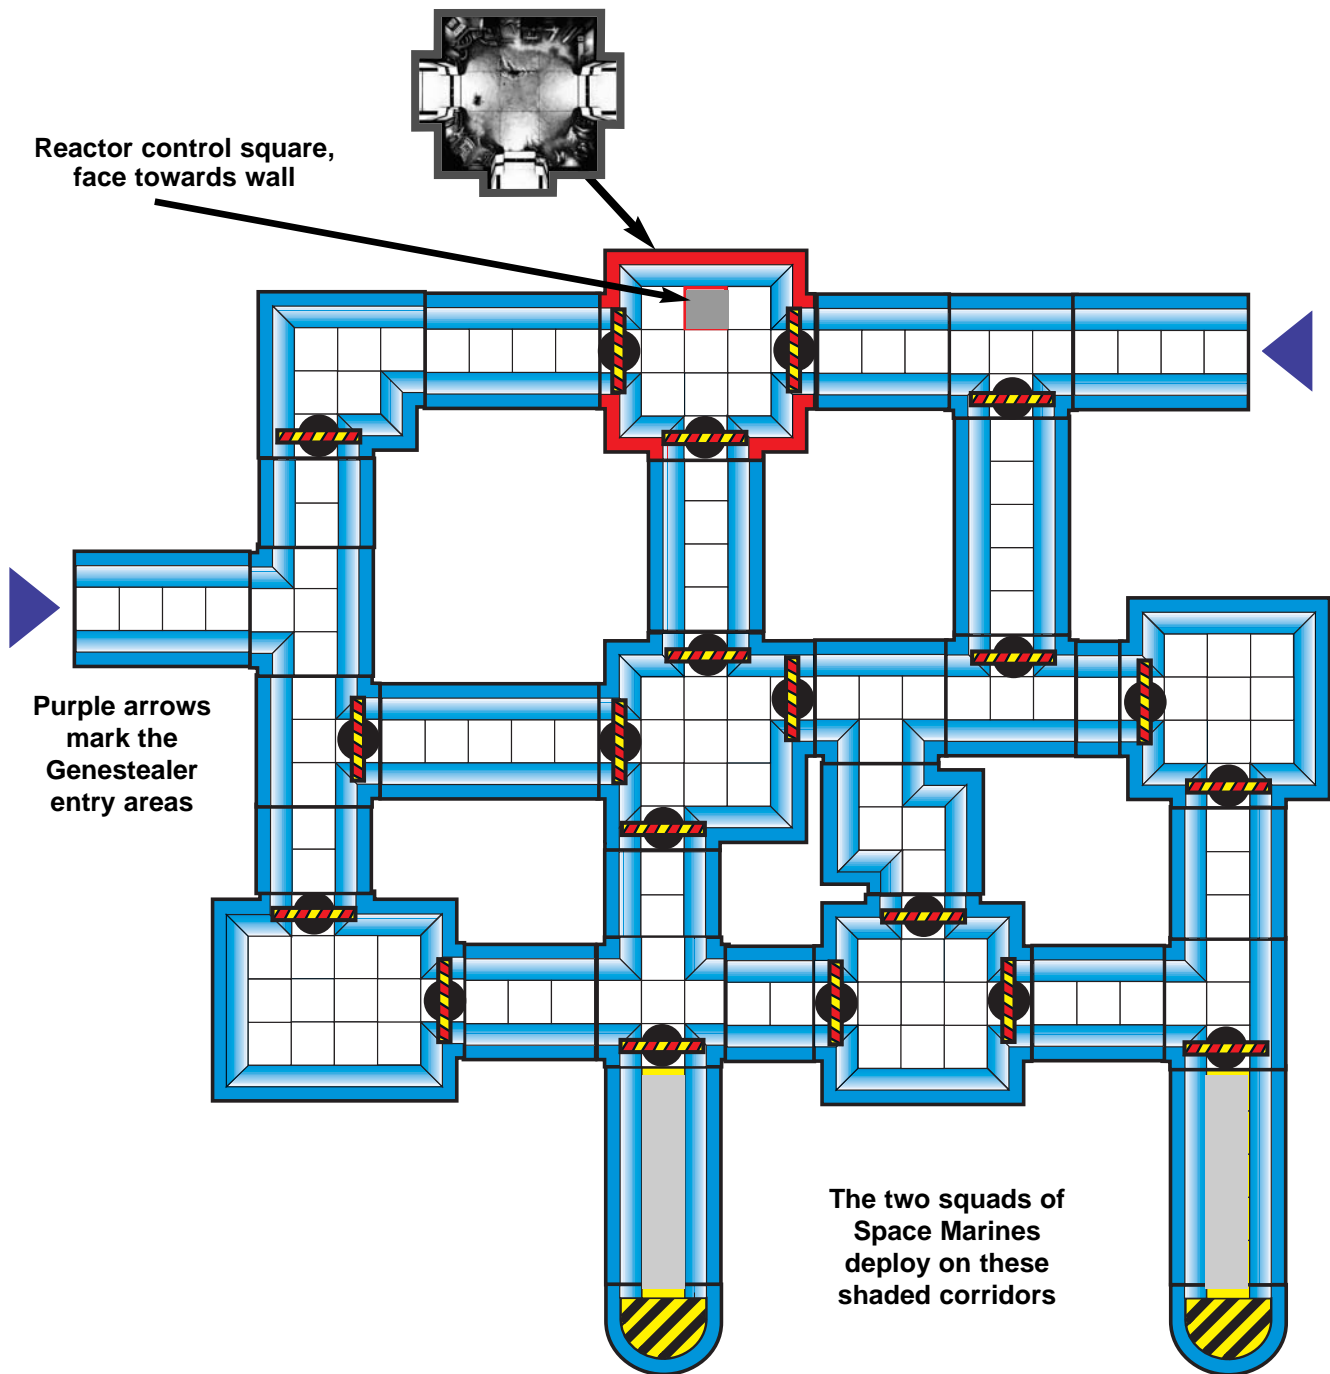 Reactor control square,
face towards wall
Purple arrows
mark the
Genestealer
entry areas
The two squads of
Space Marines
deploy on these
shaded corridors